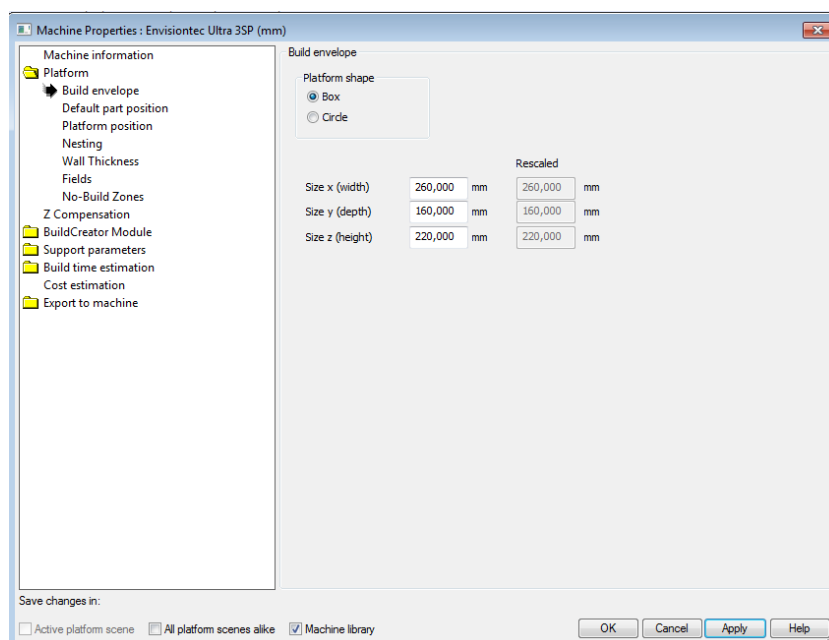 Machine Properties : Envisiontec Ultra 3SP (mm)
Machine information
Platform
Build envelope
Default part position
Platform position
Nesting
Wall Thickness
Fields
No-Build Zones
Z Compensation
BuildCreator Module
Support parameters
Build time estimation
Cost estimation
Export to machine
Build envelope
Platform shape
Box
Circle
Rescaled
Size x (width) 260,000 mm 260,000 mm
Size y (depth) 160,000 mm 160,000 mm
Size z (height) 220,000 mm 220,000 mm
Save changes in:
Active platform scene All platform scenes alike Machine library OK Cancel Apply Help